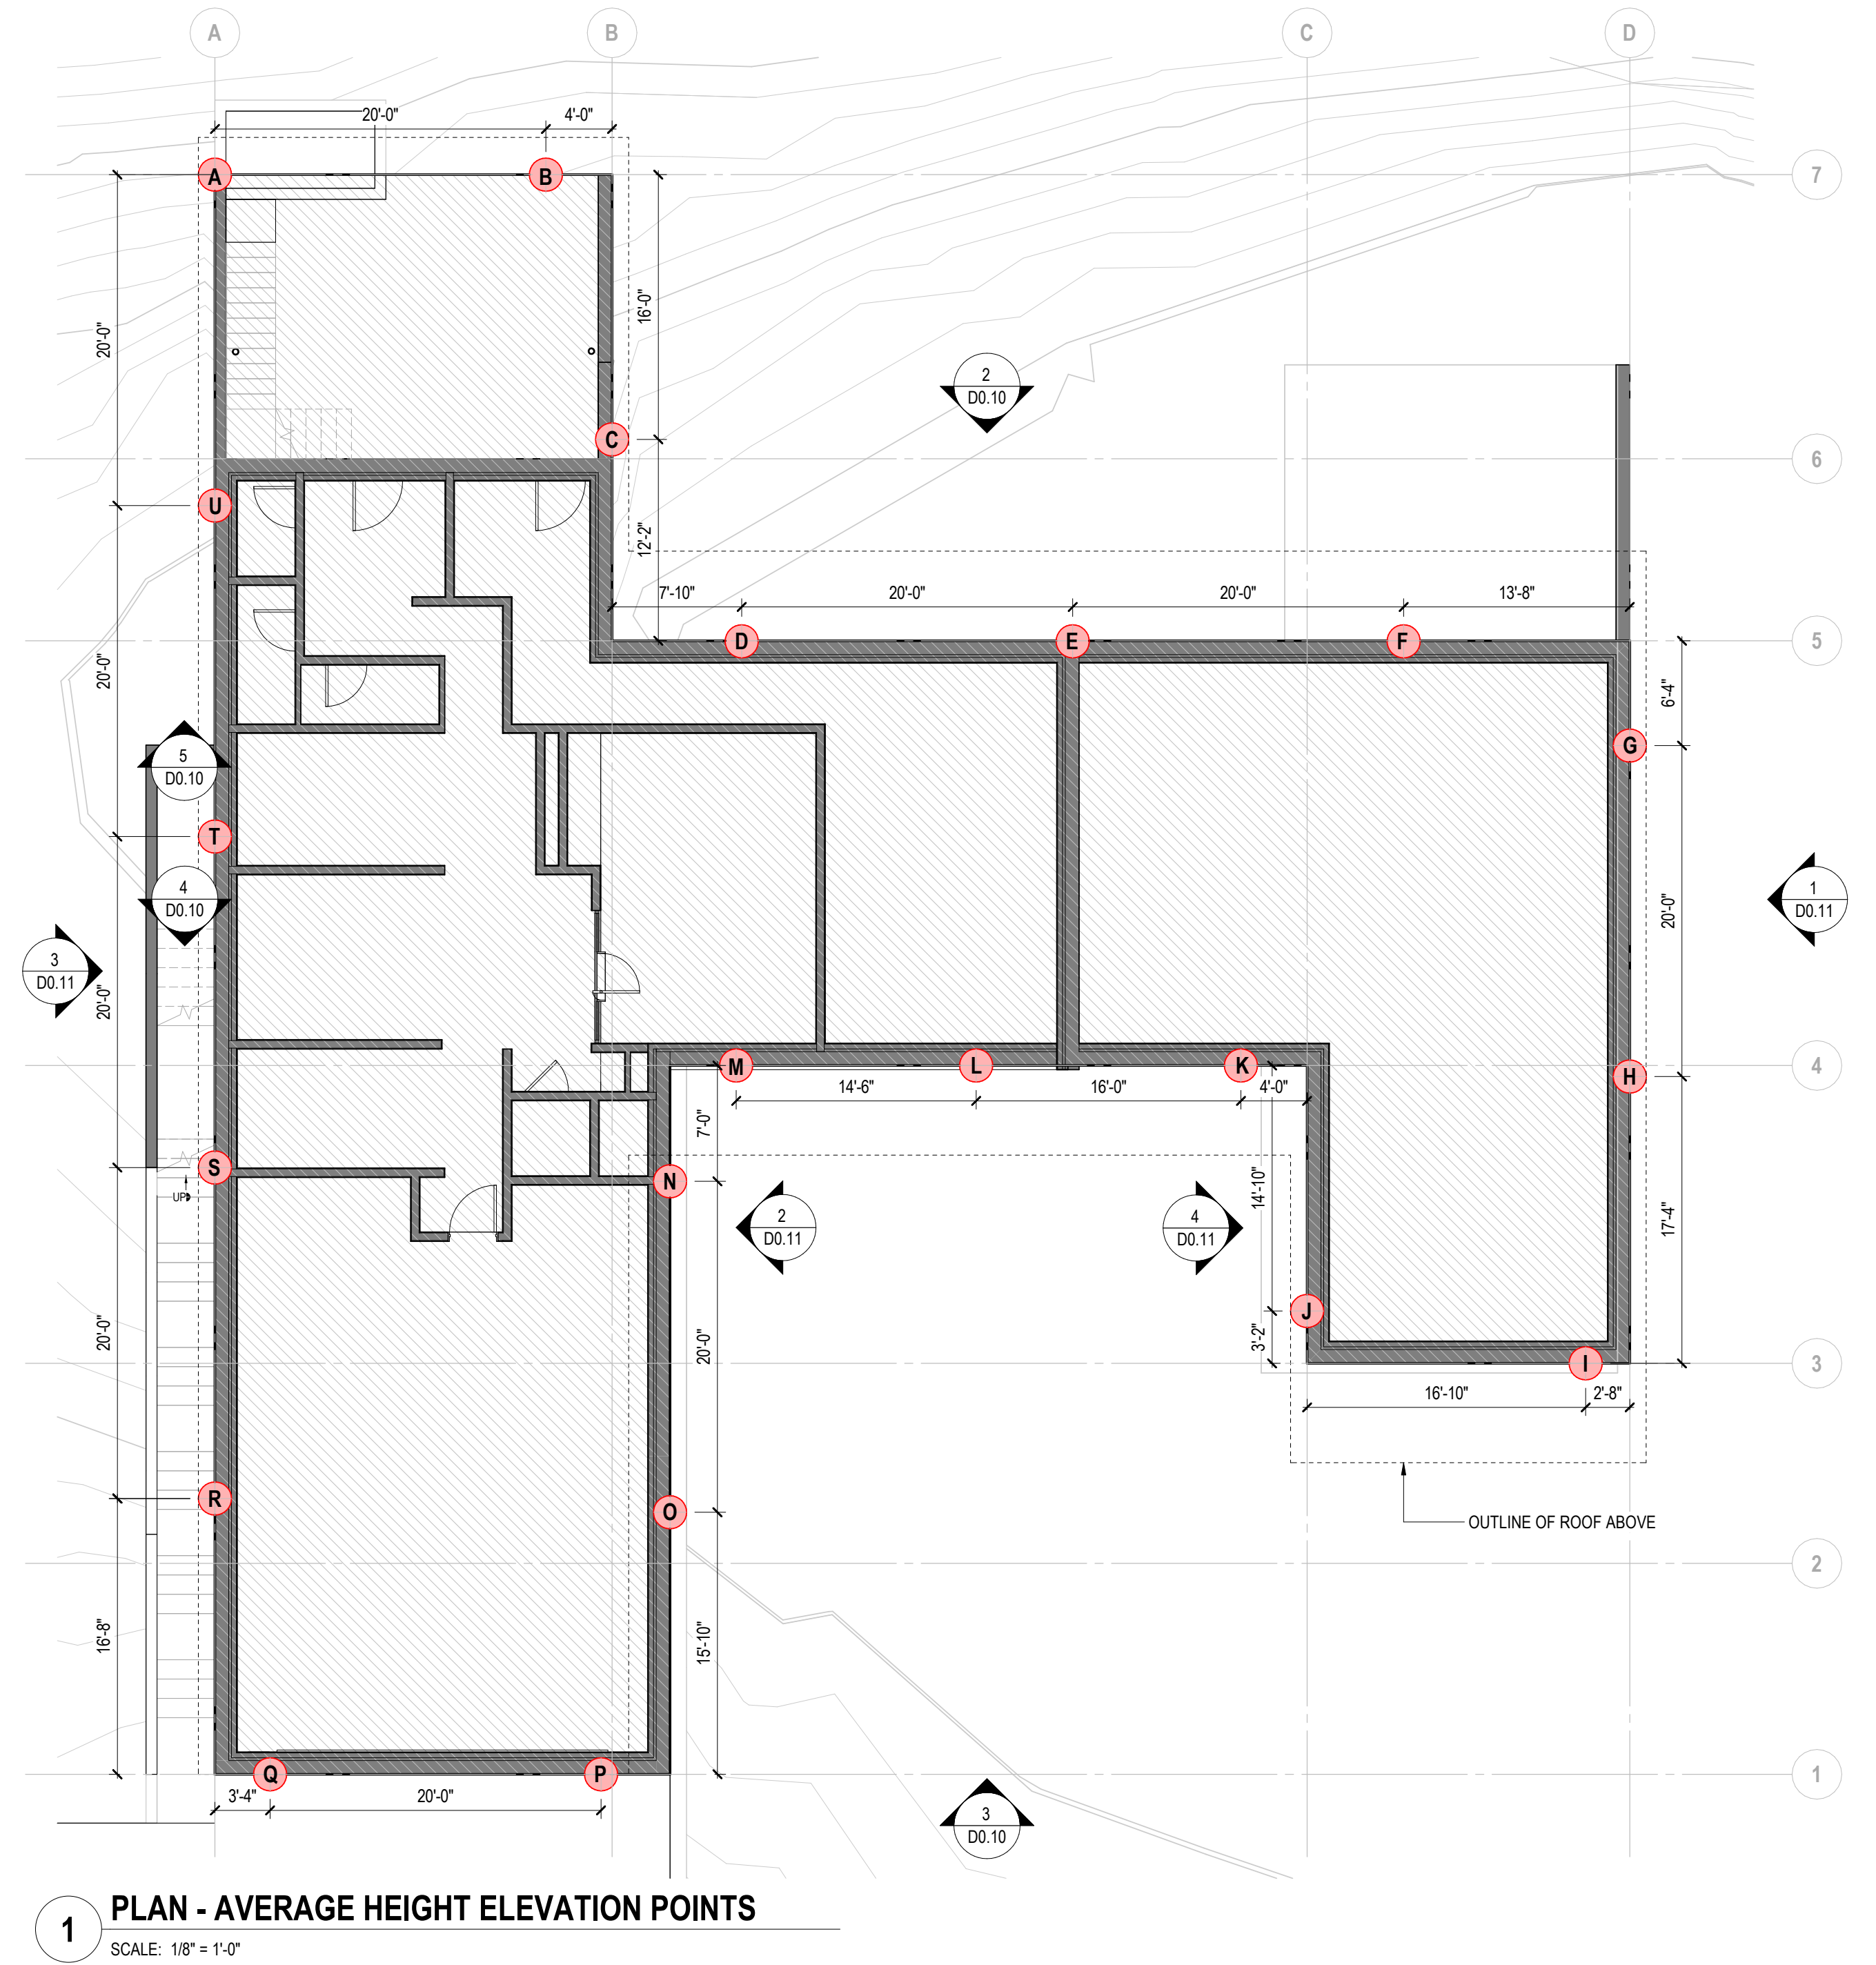 A B C D
20'-0" 4'-0"
A B 7
20'-0" 16'-0"
2
D0.10
C
6
U
12'-2"
7'-10" 20'-0" 20'-0" 13'-8"
D E F 5
20'-0" 6'-4"
G
5
D0.10
T
4
D0.10
1
D0.11
20'-0"
3
D0.11
20'-0"
M L K 4
H
14'-6" 16'-0" 4'-0"
7'-0"
S N
UP
14'-10"
2
D0.11
4
D0.11
17'-4"
J
20'-0" 20'-0" 3'-2"
I 3
16'-10" 2'-8"
R O
OUTLINE OF ROOF ABOVE
2
16'-8" 15'-10"
Q P 1
3'-4" 20'-0"
3
D0.10
1 PLAN - AVERAGE HEIGHT ELEVATION POINTS
SCALE: 1/8" = 1'-0"